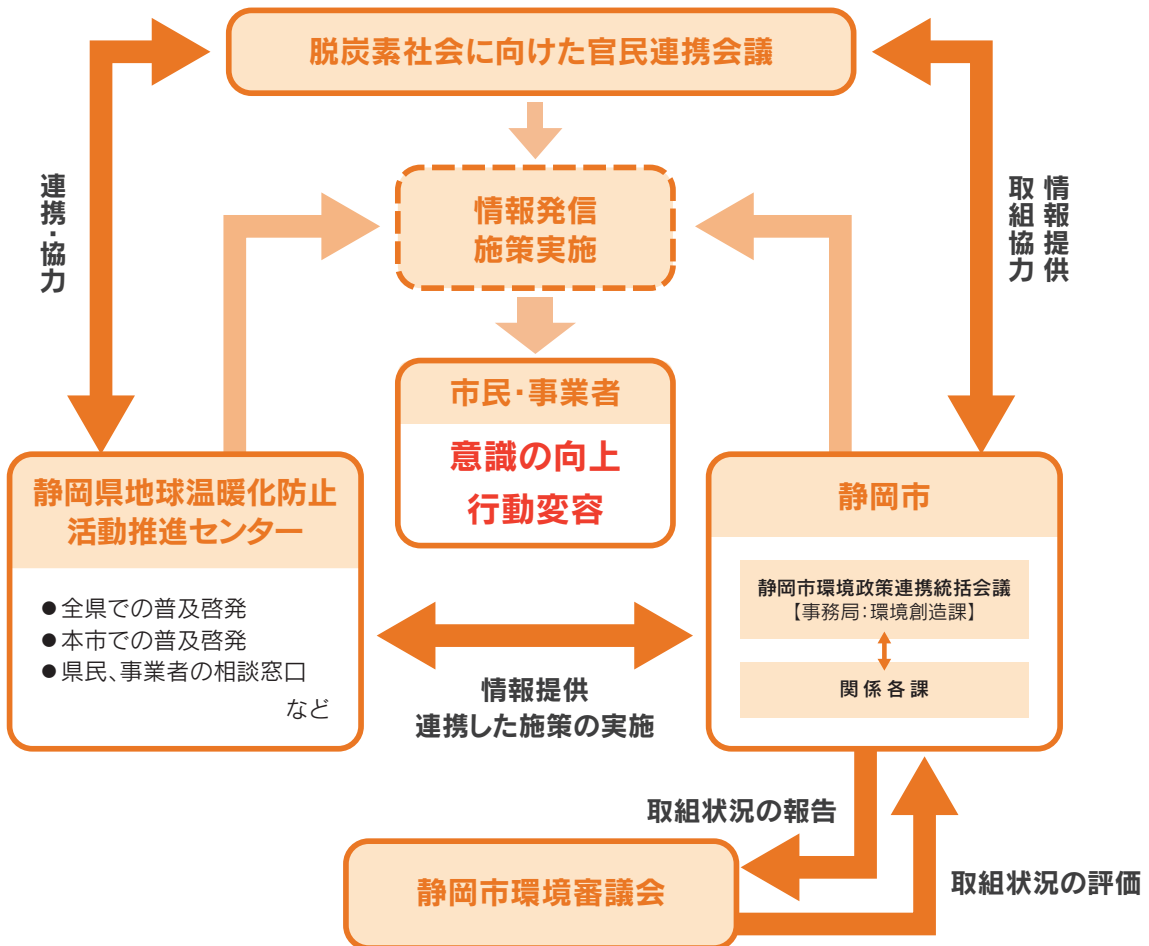 脱炭素社会に向けた官民連携会議
連携・協力
情報提供
取組協力
情報発信
施策実施
市民・事業者
意識の向上
行動変容
静岡県地球温暖化防止
活動推進センター
●全県での普及啓発
●本市での普及啓発
●県民、事業者の相談窓口
など
情報提供
連携した施策の実施
静岡市
静岡市環境政策連携統括会議
【事務局:環境創造課】
関係各課
取組状況の報告
静岡市環境審議会
取組状況の評価